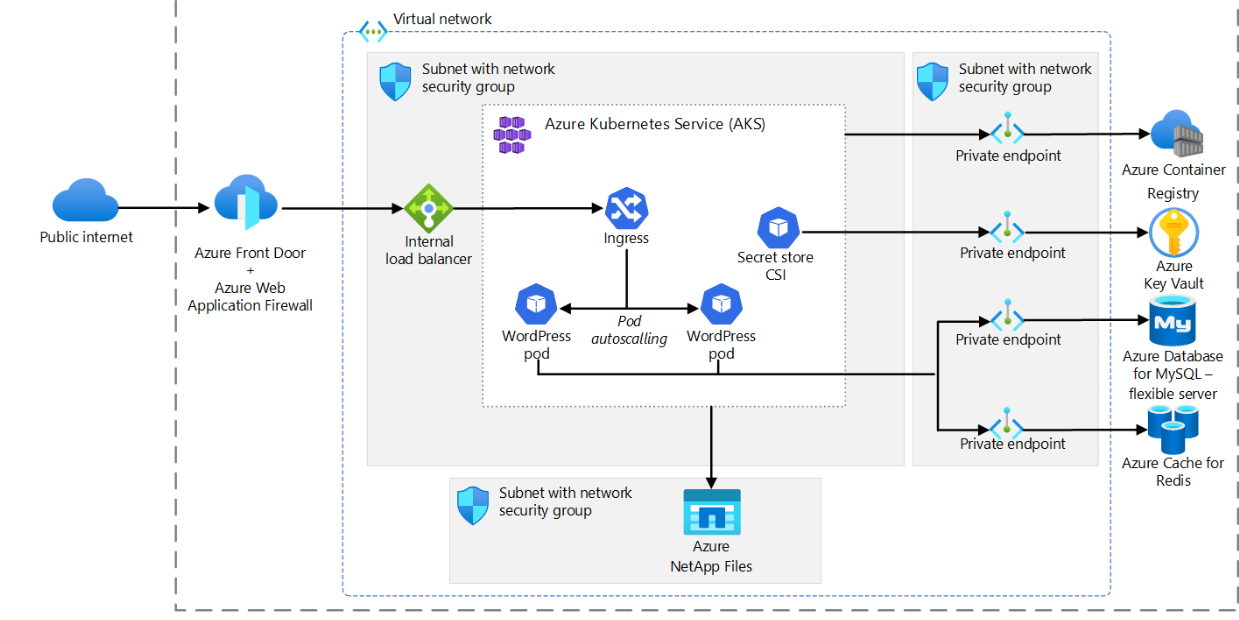 Virtual network
Subnet with network
security group
Subnet with network
security group
Azure Kubernetes Service (AKS)
Private endpoint
Azure Container
Registry
Public internet
Azure Front Door
+
Azure Web
Application Firewall
Internal
load balancer
Ingress
Secret store
CSI
Private endpoint
Azure
Key Vault
WordPress
pod
Pod
autoscalling
WordPress
pod
Private endpoint
My
Azure Database
for MySQL –
flexible server
Private endpoint
Azure Cache for
Redis
Subnet with network
security group
Azure
NetApp Files